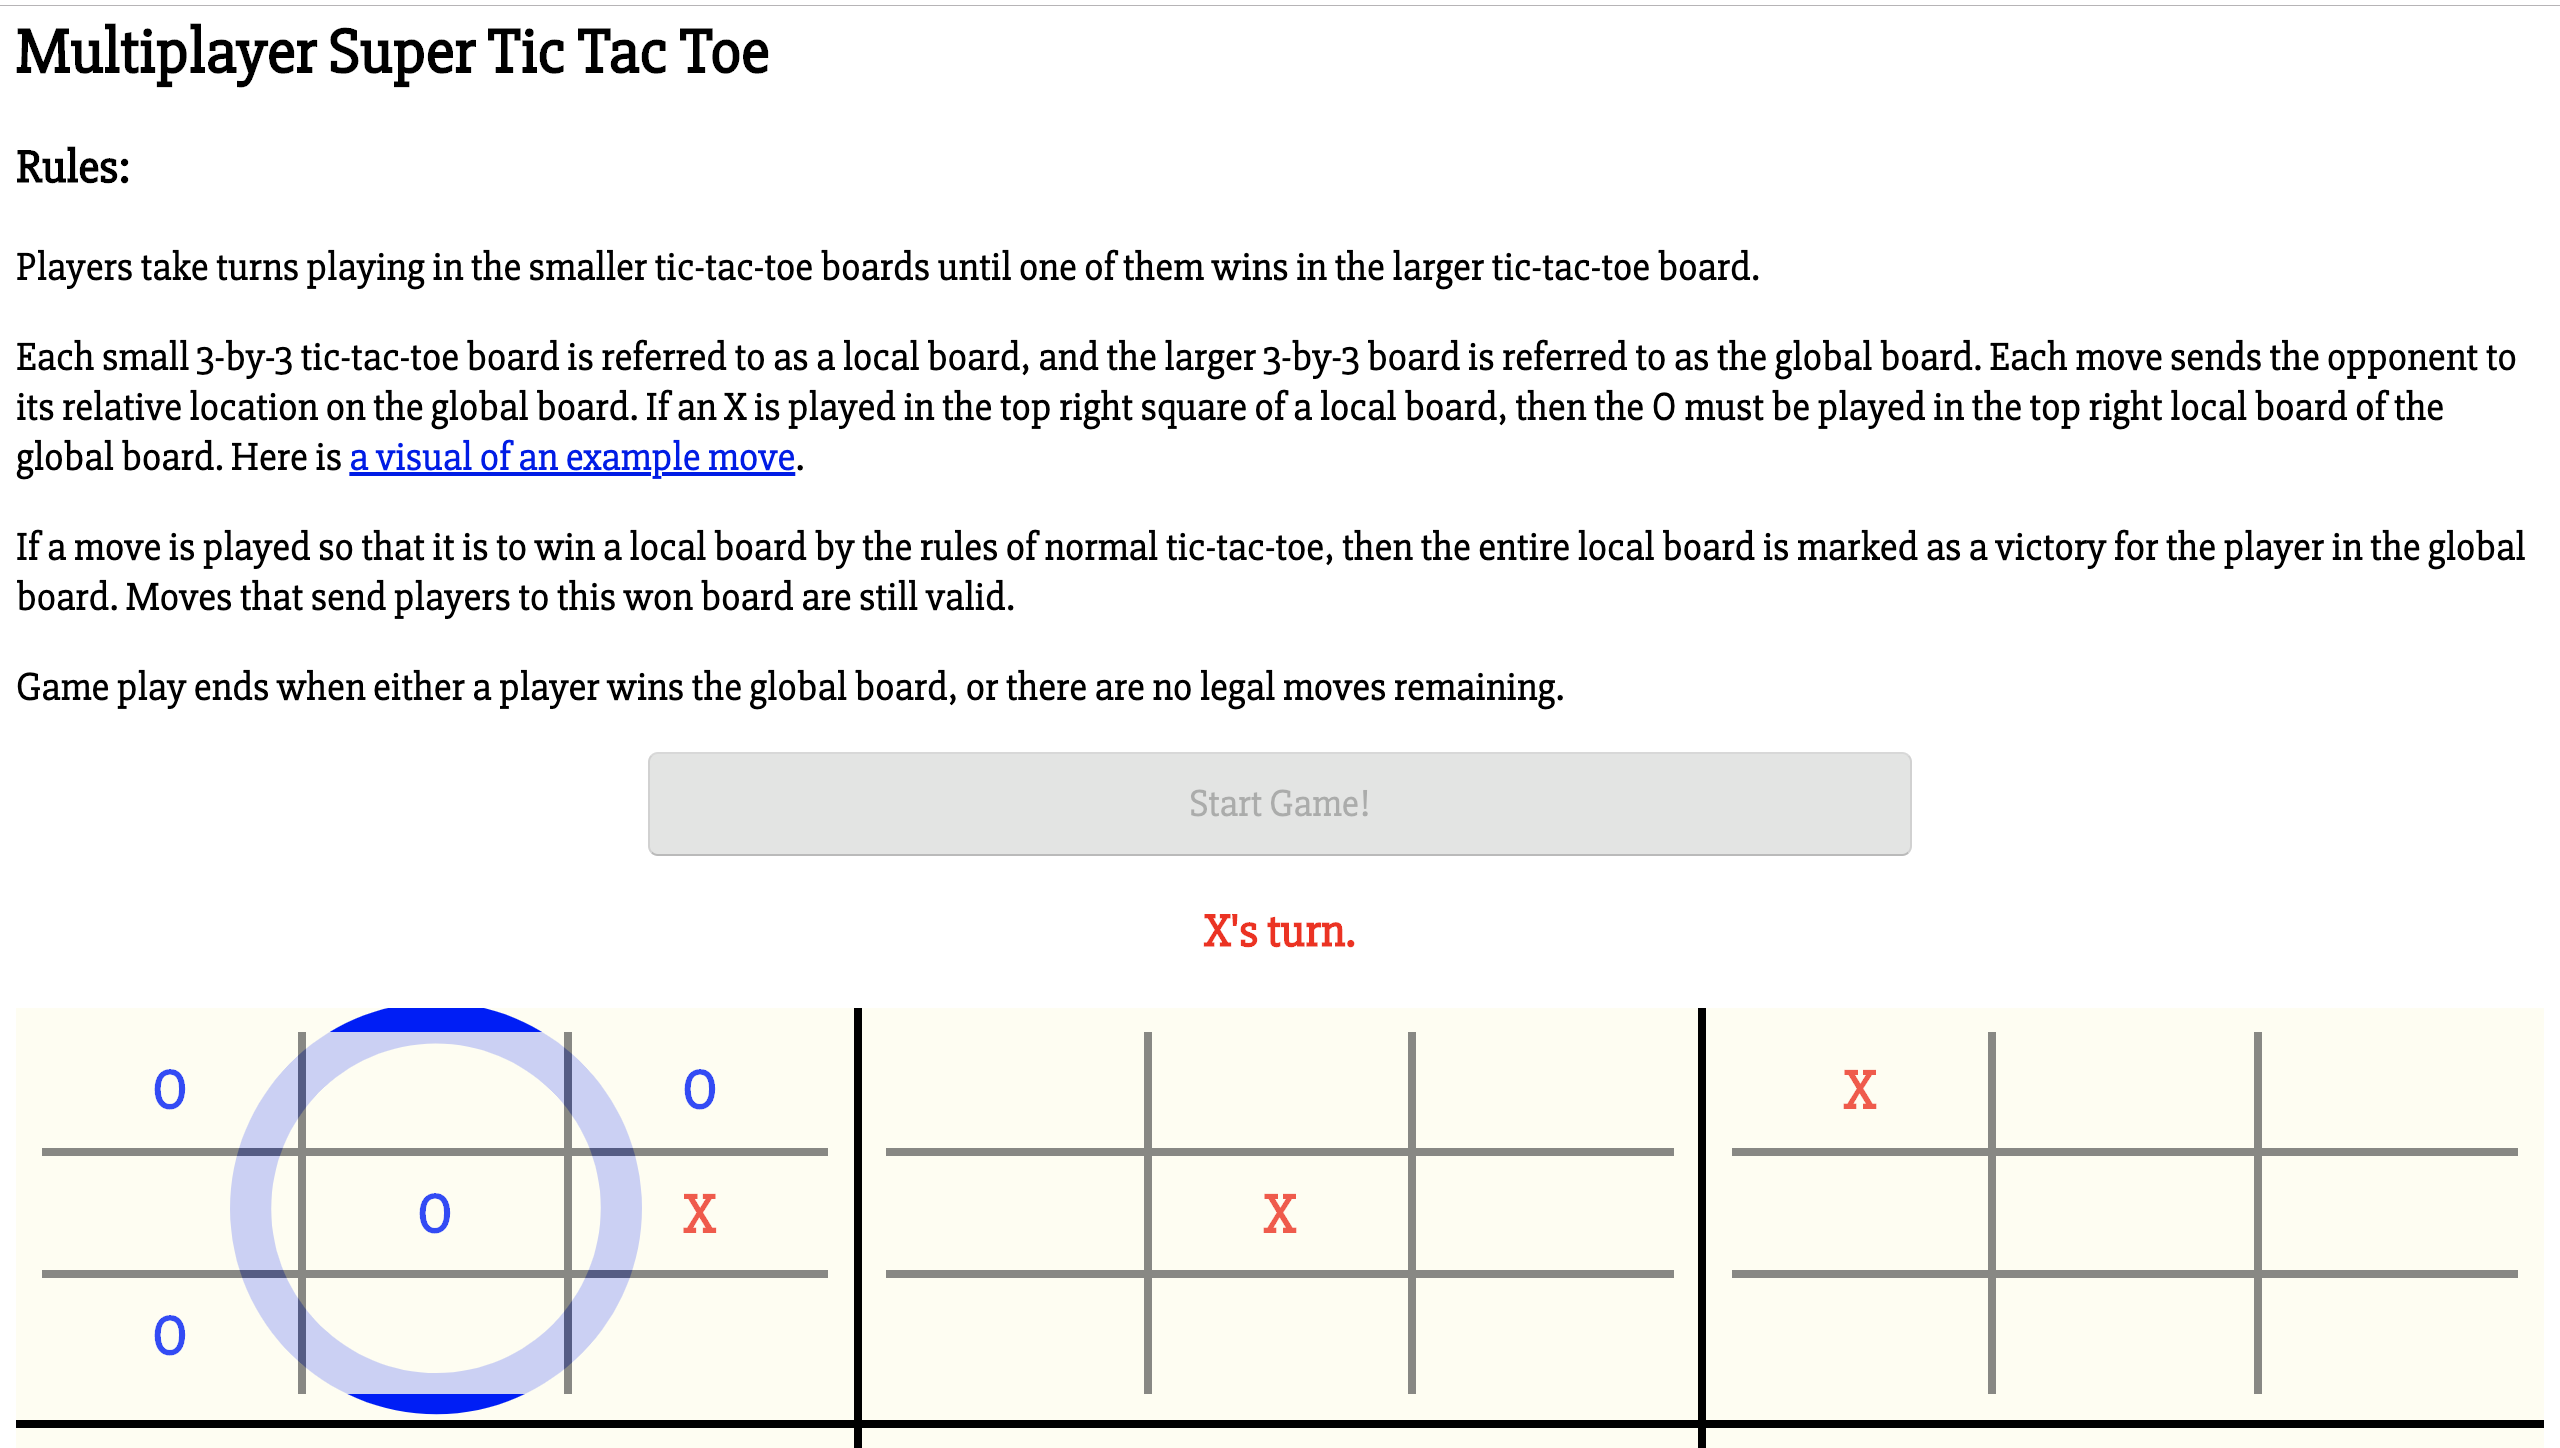 Multiplayer Super Tic Tac Toe
Rules:
Players take turns playing in the smaller tic-tac-toe boards until one of them wins in the larger tic-tac-toe board.
Each small 3-by-3 tic-tac-toe board is referred to as a local board, and the larger 3-by-3 board is referred to as the global board. Each move sends the opponent to
its relative location on the global board. If an X is played in the top right square of a local board, then the O must be played in the top right local board of the
global board. Here is a visual of an example move.
If a move is played so that it is to win a local board by the rules of normal tic-tac-toe, then the entire local board is marked as a victory for the player in the global
board. Moves that send players to this won board are still valid.
Game play ends when either a player wins the global board, or there are no legal moves remaining.
Start Game!
X's turn.
O O X
O X X
O